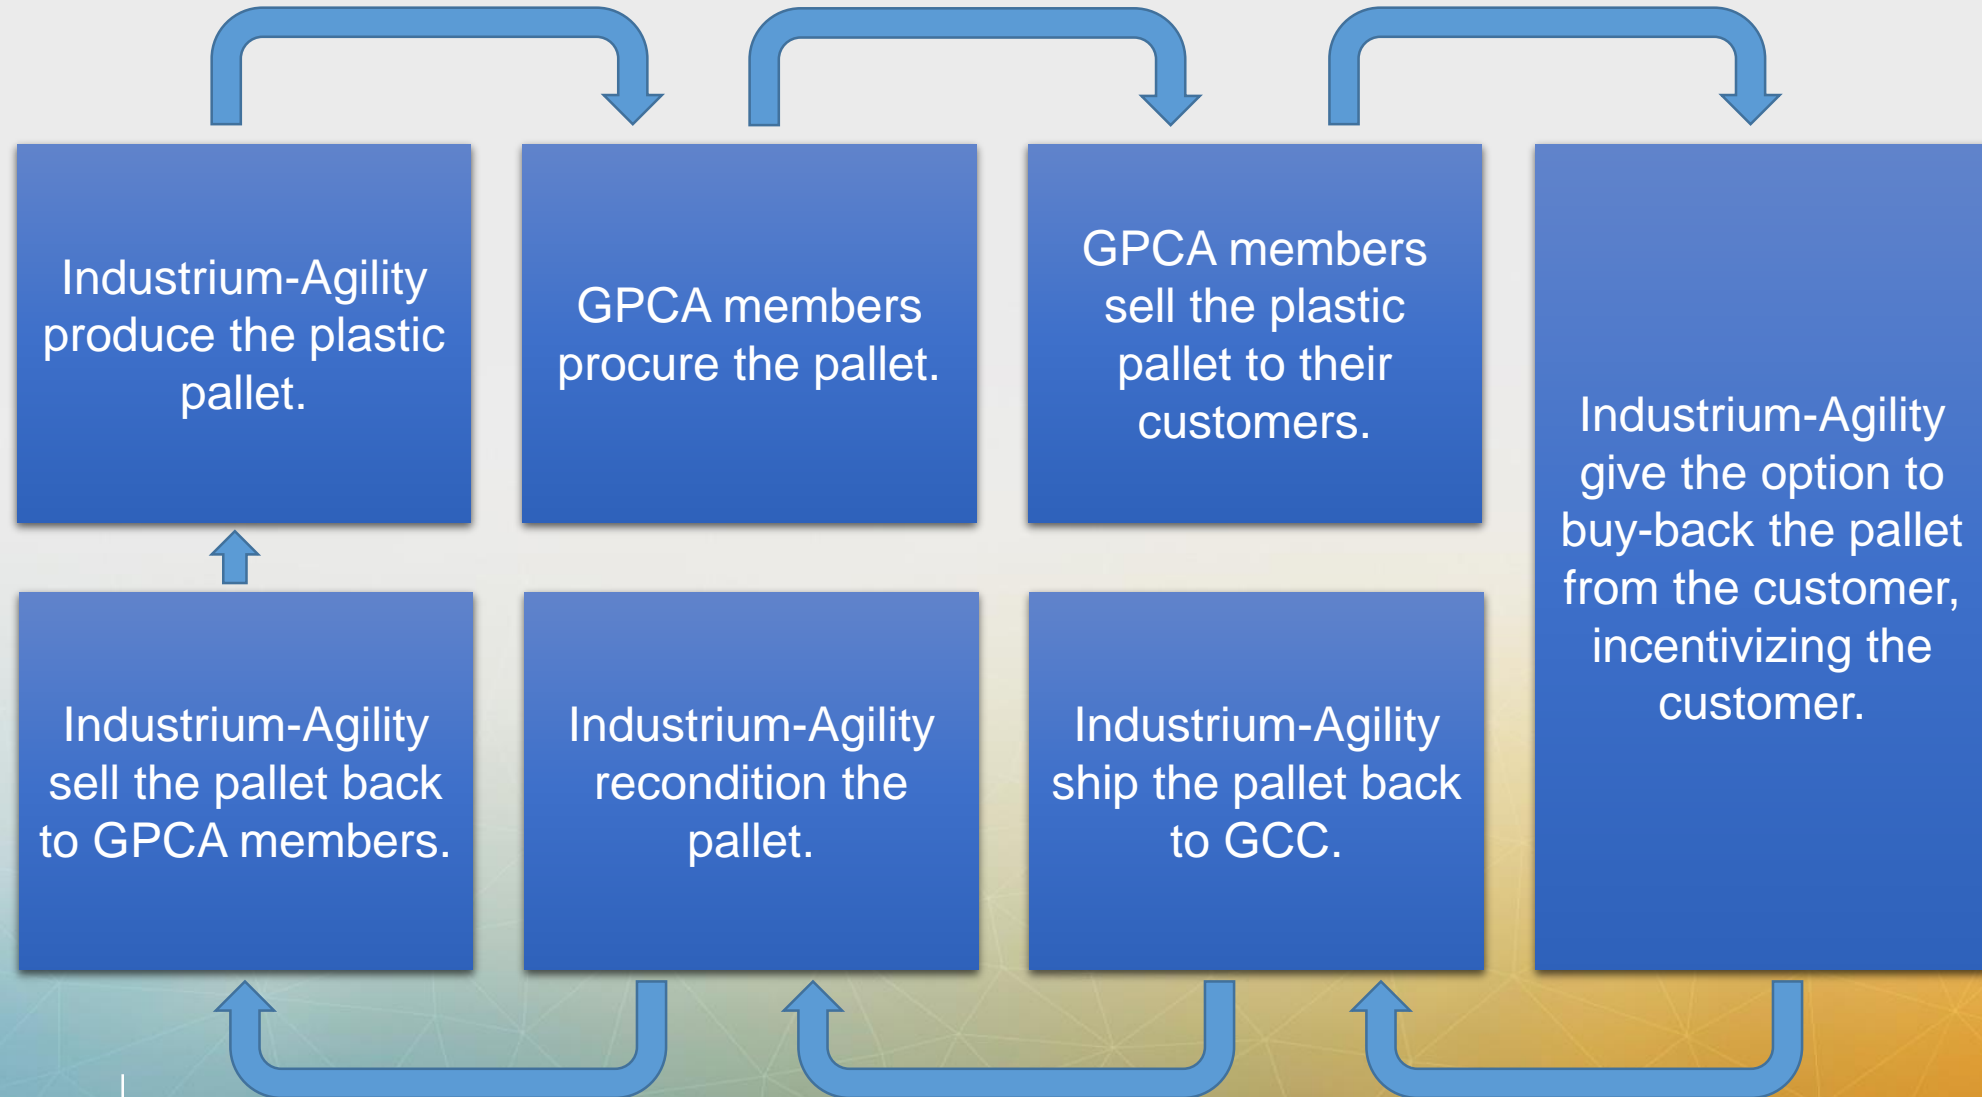 Industrium-Agility
produce the plastic
pallet.
GPCA members
procure the pallet.
GPCA members
sell the plastic
pallet to their
customers.
Industrium-Agility
give the option to
buy-back the pallet
from the customer,
incentivizing the
customer.
Industrium-Agility
ship the pallet back
to GCC.
Industrium-Agility
recondition the
pallet.
Industrium-Agility
sell the pallet back
to GPCA members.